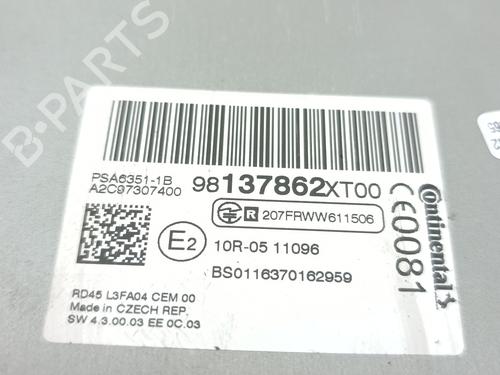 B-PARTS
PSA6351-1B
A2C97307400
98137862XT00
R 207FRWW611506
E2
10R-05 11096
BS0116370162959
RD45 L3FA04 CEM 00
Made in CZECH REP.
SW 4.3.00.03 EE 0C.03
CE0081
Continental